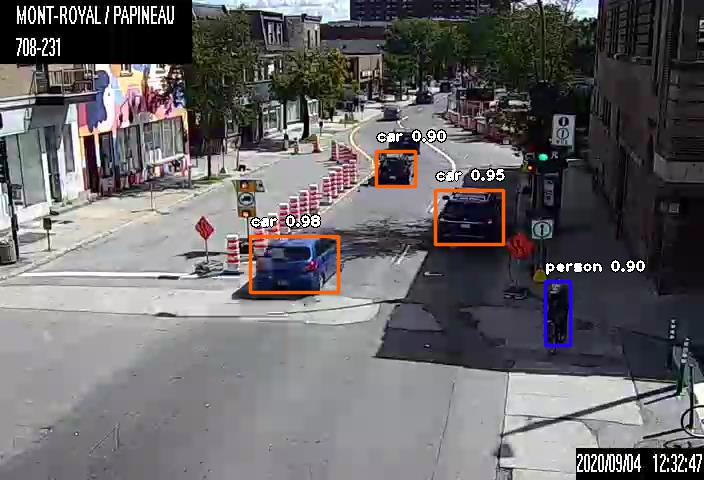 MONT-ROYAL / PAPINEAU
708-231
car 0.90
car 0.95
car 0.98
person 0.90
2020/09/04 12:32:47